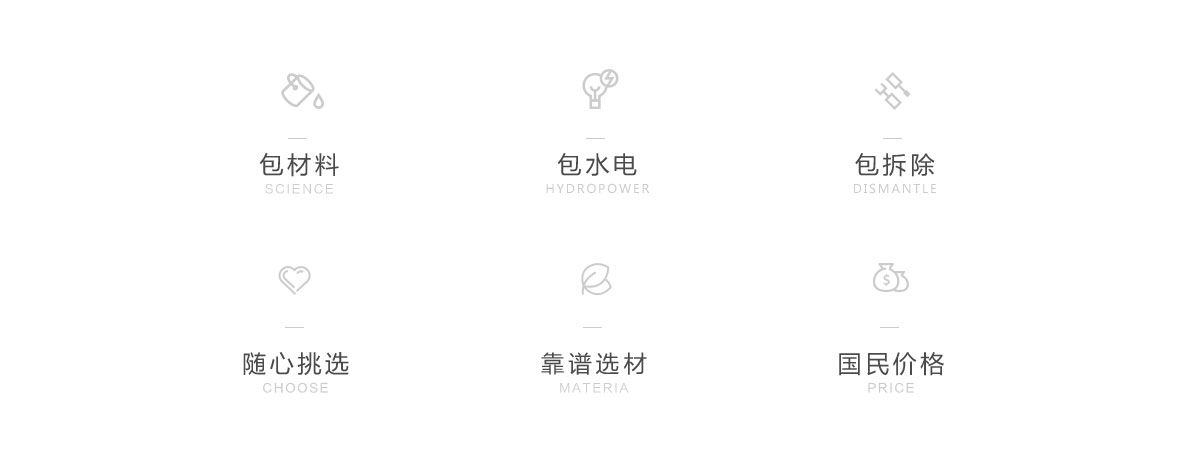 包材料
SCIENCE
包水电
HYDROPOWER
包拆除
DISMANTLE
随心挑选
CHOOSE
靠谱选材
MATERIA
国民价格
PRICE